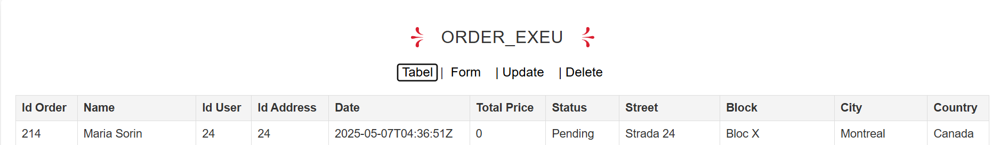 ORDER_EXEU
Tabel | Form | Update | Delete
Id Order Name Id User Id Address Date Total Price Status Street Block City Country
214 Maria Sorin 24 24 2025-05-07T04:36:51Z 0 Pending Strada 24 Bloc X Montreal Canada